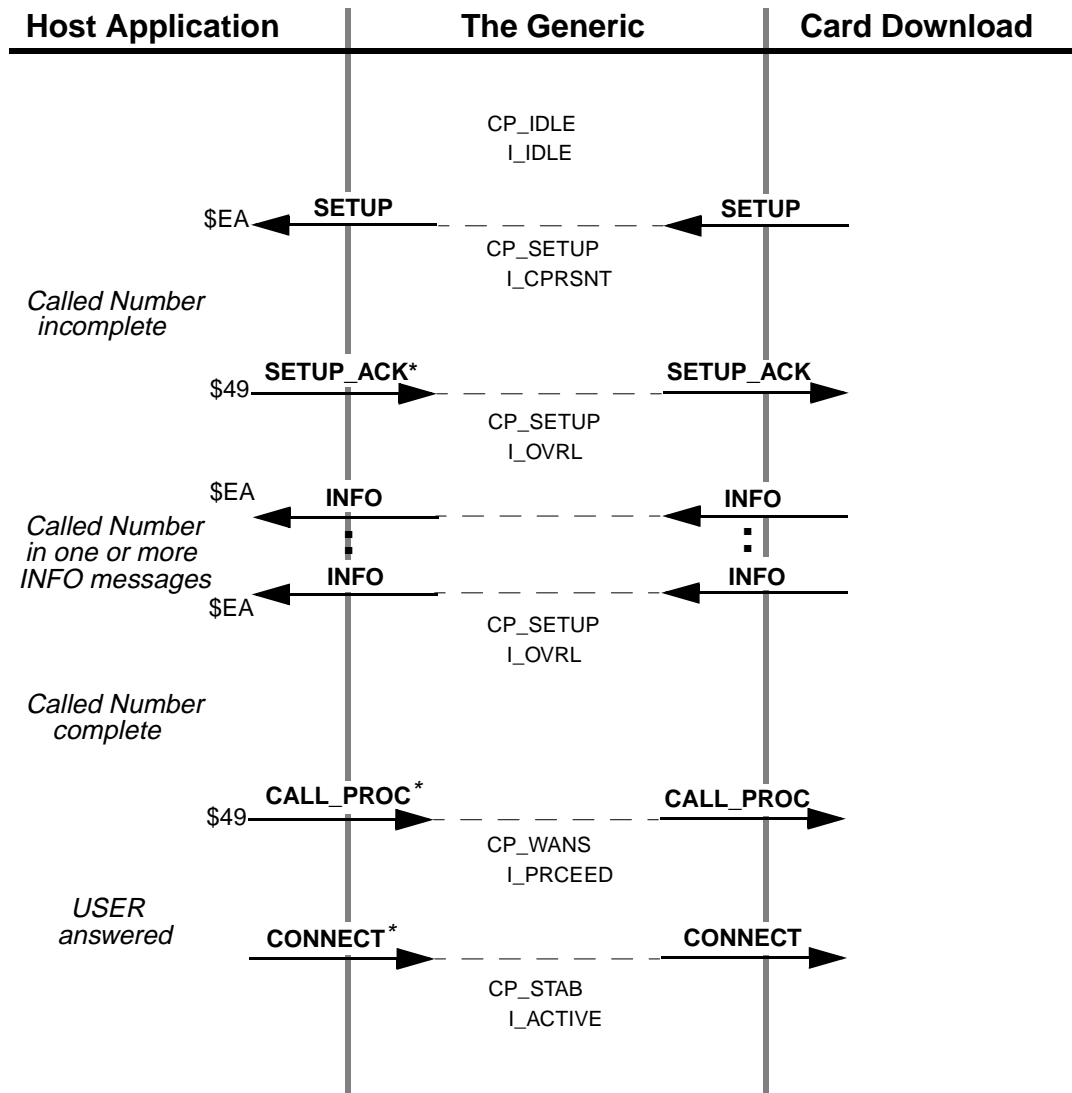 Host Application The Generic Card Download
CP_IDLE
I_IDLE
SETUP SETUP
$EA
CP_SETUP
I_CPRSNT
Called Number
incomplete
SETUP_ACK* SETUP_ACK
$49
CP_SETUP
I_OVRL
$EA INFO INFO
Called Number
in one or more
INFO messages
INFO INFO
$EA
CP_SETUP
I_OVRL
Called Number
complete
CALL_PROC* CALL_PROC
$49
CP_WANS
I_PRCEED
USER
answered
CONNECT* CONNECT
CP_STAB
I_ACTIVE